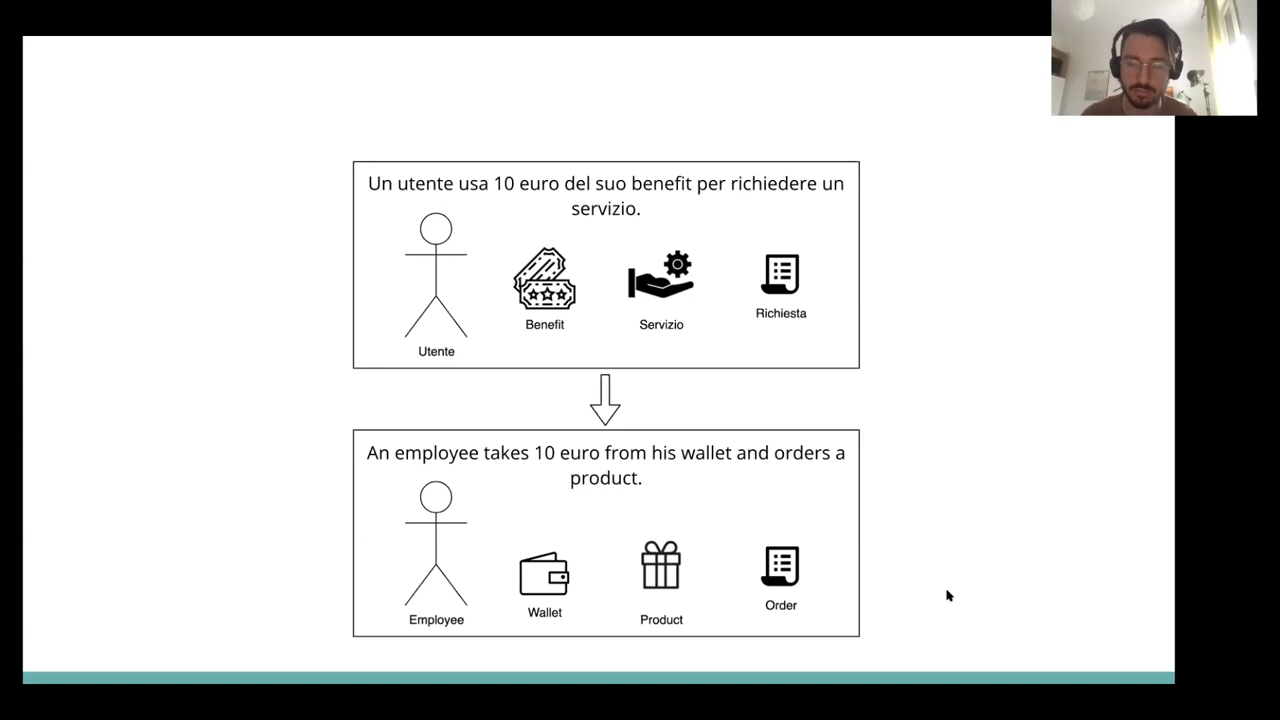 Un utente usa 10 euro del suo benefit per richiedere un
servizio.
Benefit
Servizio
Richiesta
Utente
An employee takes 10 euro from his wallet and orders a
product.
Employee
Wallet
Product
Order